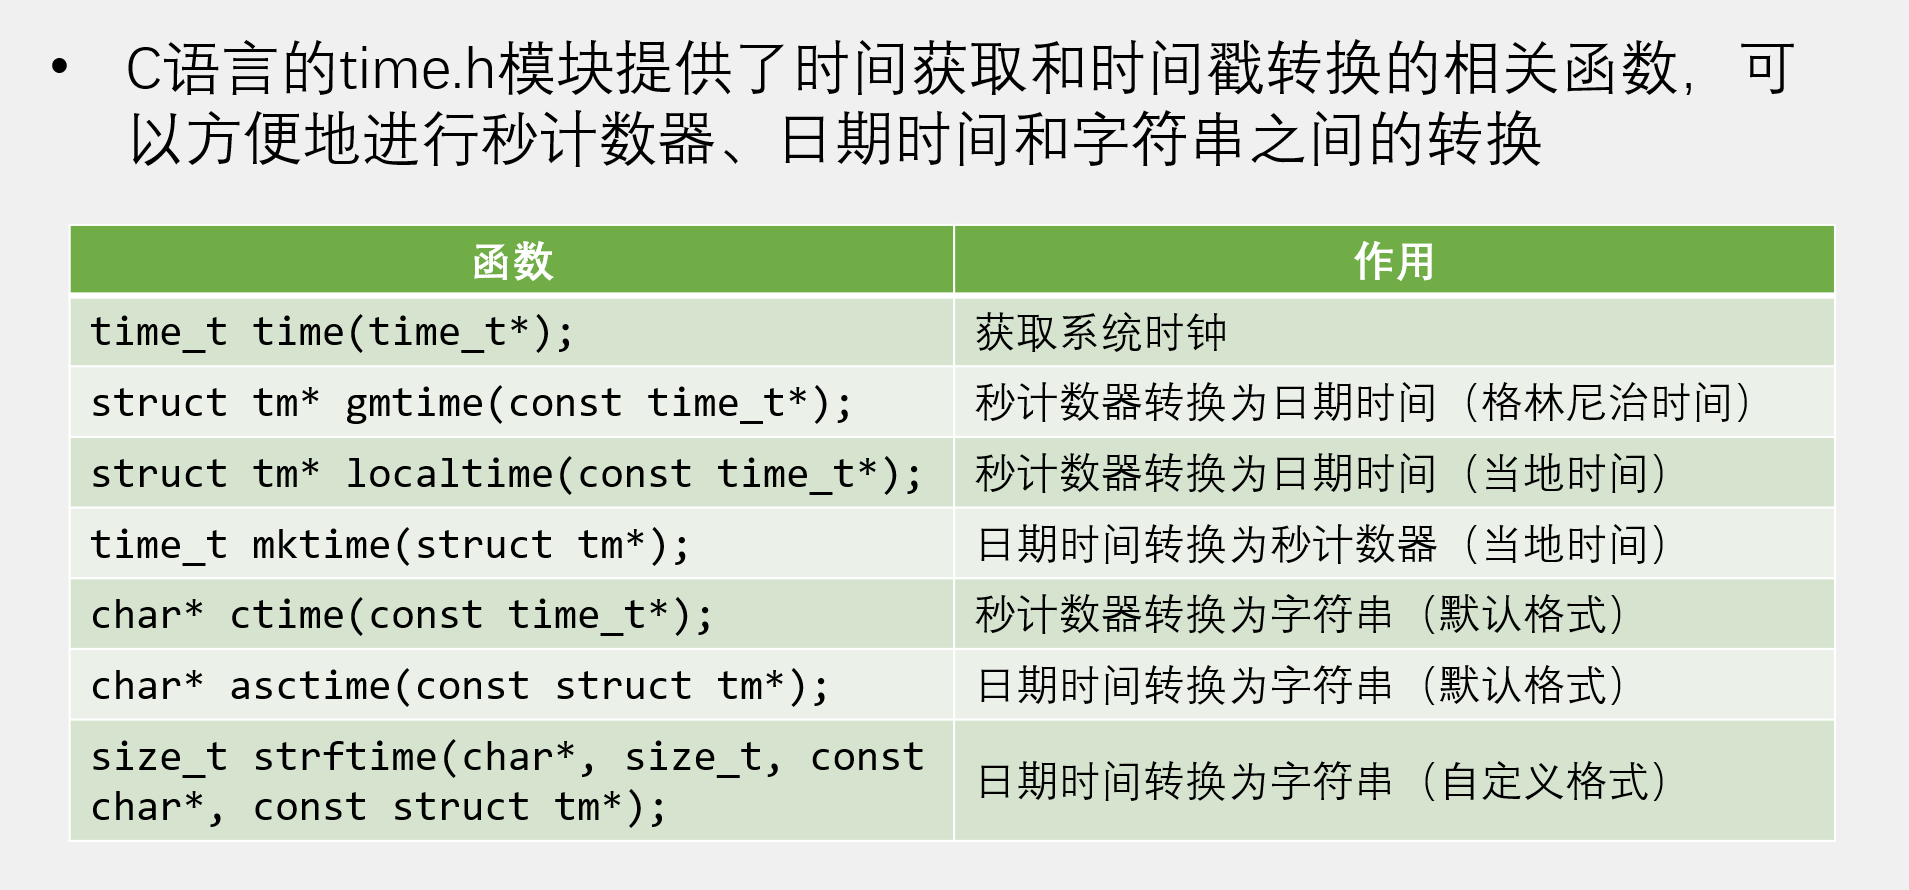 • C语言的time.h模块提供了时间获取和时间戳转换的相关函数，可
以方便地进行秒计数器、日期时间和字符串之间的转换
函数 作用
time_t time(time_t*); 获取系统时钟
struct tm* gmtime(const time_t*); 秒计数器转换为日期时间（格林尼治时间）
struct tm* localtime(const time_t*); 秒计数器转换为日期时间（当地时间）
time_t mktime(struct tm*); 日期时间转换为秒计数器（当地时间）
char* ctime(const time_t*); 秒计数器转换为字符串（默认格式）
char* asctime(const struct tm*); 日期时间转换为字符串（默认格式）
size_t strftime(char*, size_t, const
char*, const struct tm*);
日期时间转换为字符串（自定义格式）